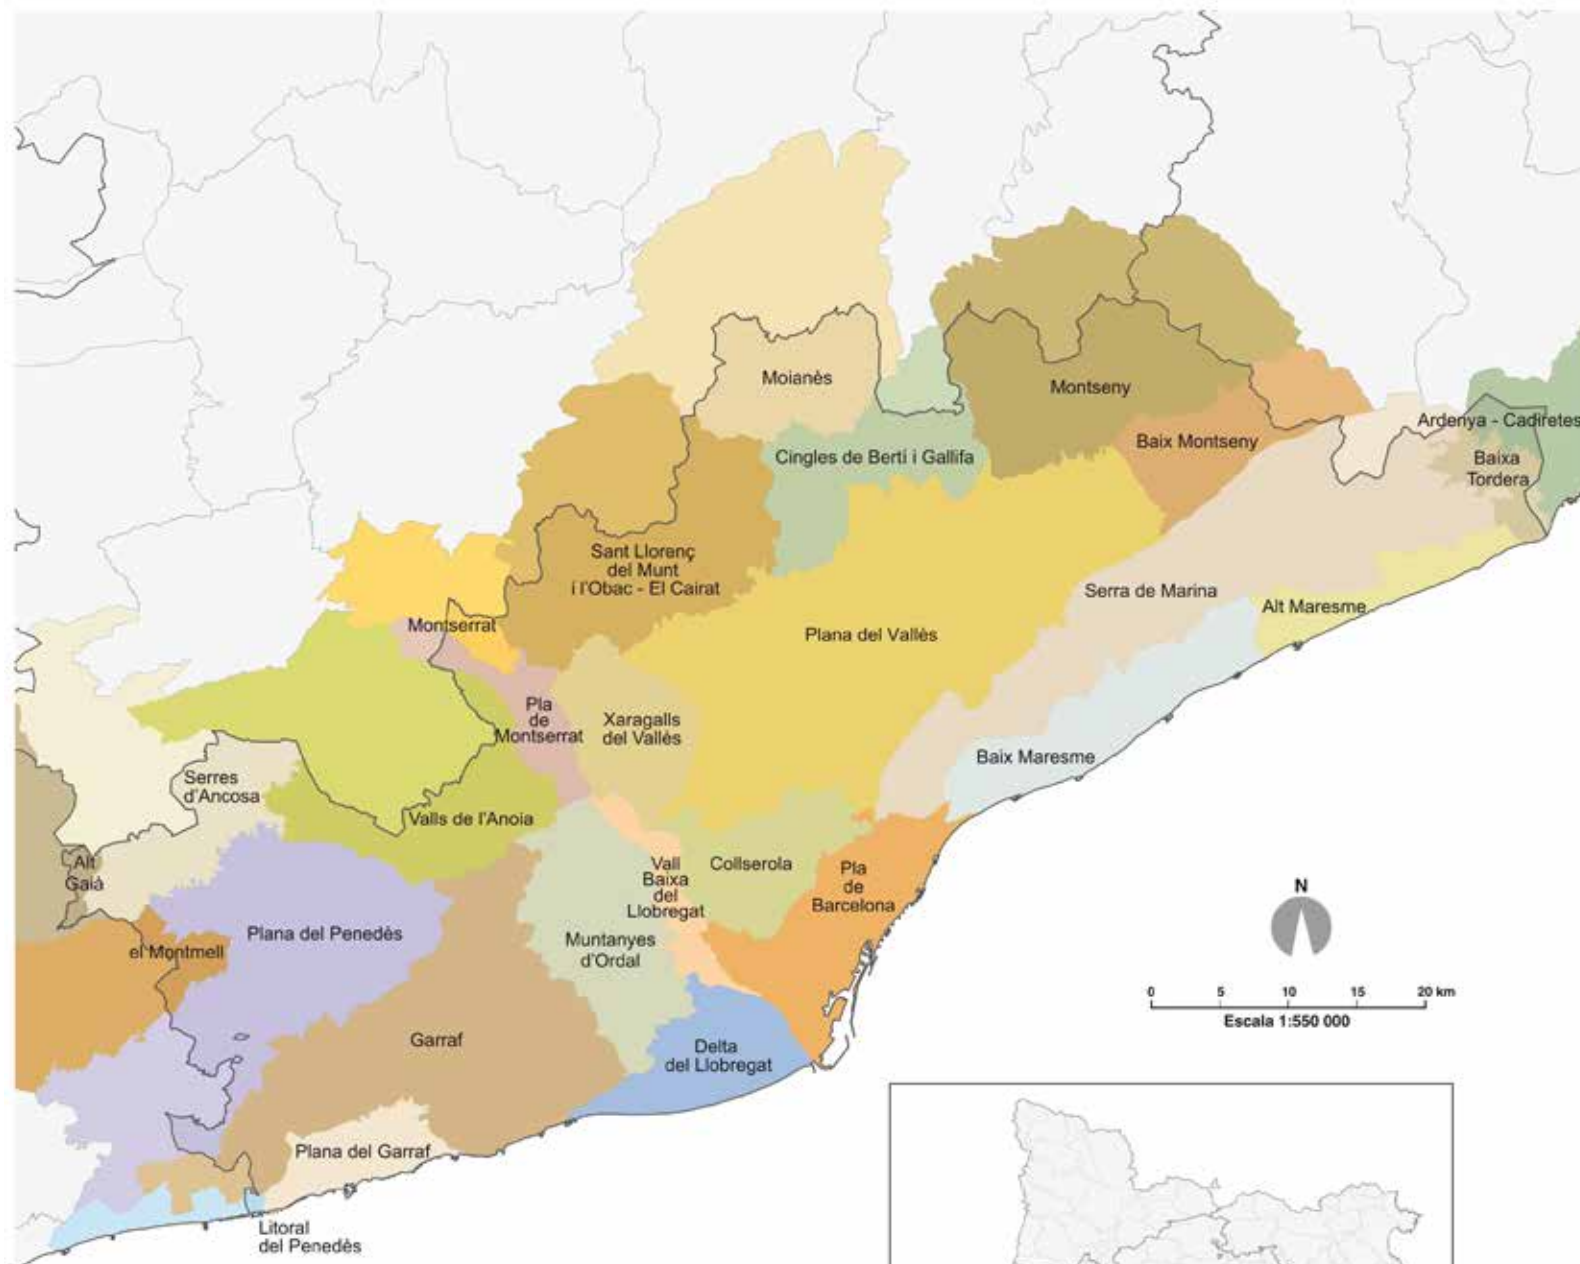 Moianès
Montseny
Ardenya - Cadiretes
Baix Montseny
Cingles de Bertí i Gallifa
Baixa
Tordera
Sant Llorenç
del Munt
i l'Obac - El Cairat
Serra de Marina
Alt Maresme
Montserrat
Plana del Vallès
Pla
de
Montserrat
Xaragalls
del Vallès
Baix Maresme
Serres
d'Ancosa
Valls de l'Anoia
Alt
Gaià
Vall
Baixa
del
Llobregat
Collserola
Pla
de
Barcelona
Plana del Penedès
el Montmell
Muntanyes
d'Ordal
Garraf
Delta
del Llobregat
Plana del Garraf
Litoral
del Penedès
N
0 5 10 15 20 km
Escala 1:550 000